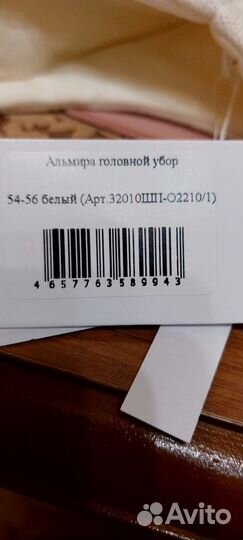 Альмира головной убор
54-56 белый (Арт.32010ШП-О2210/1)
4657763589943
Avito